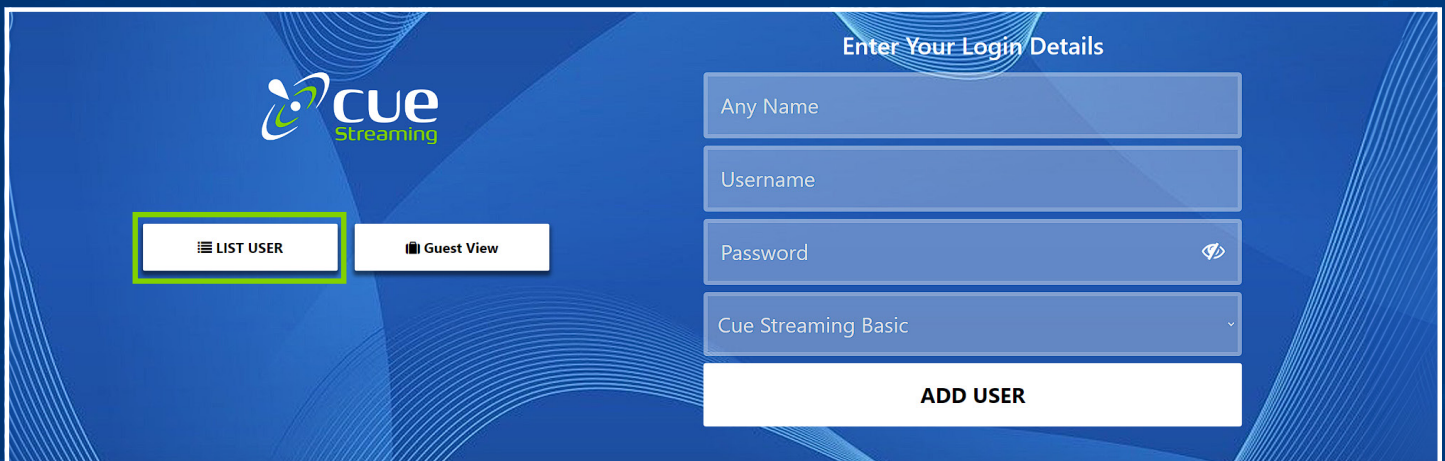 cue
Streaming
LIST USER
Guest View
Enter Your Login Details
Any Name
Username
Password
Cue Streaming Basic
ADD USER